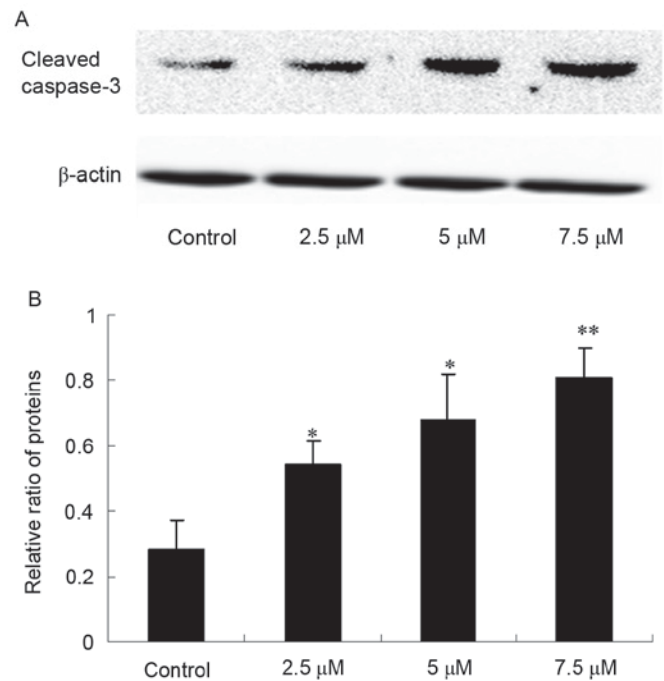 A
Cleaved
caspase-3
β-actin
Control 2.5 μM 5 μM 7.5 μM
B
Relative ratio of proteins
1
0.8
0.6
0.4
0.2
0
* * **
Control 2.5 μM 5 μM 7.5 μM